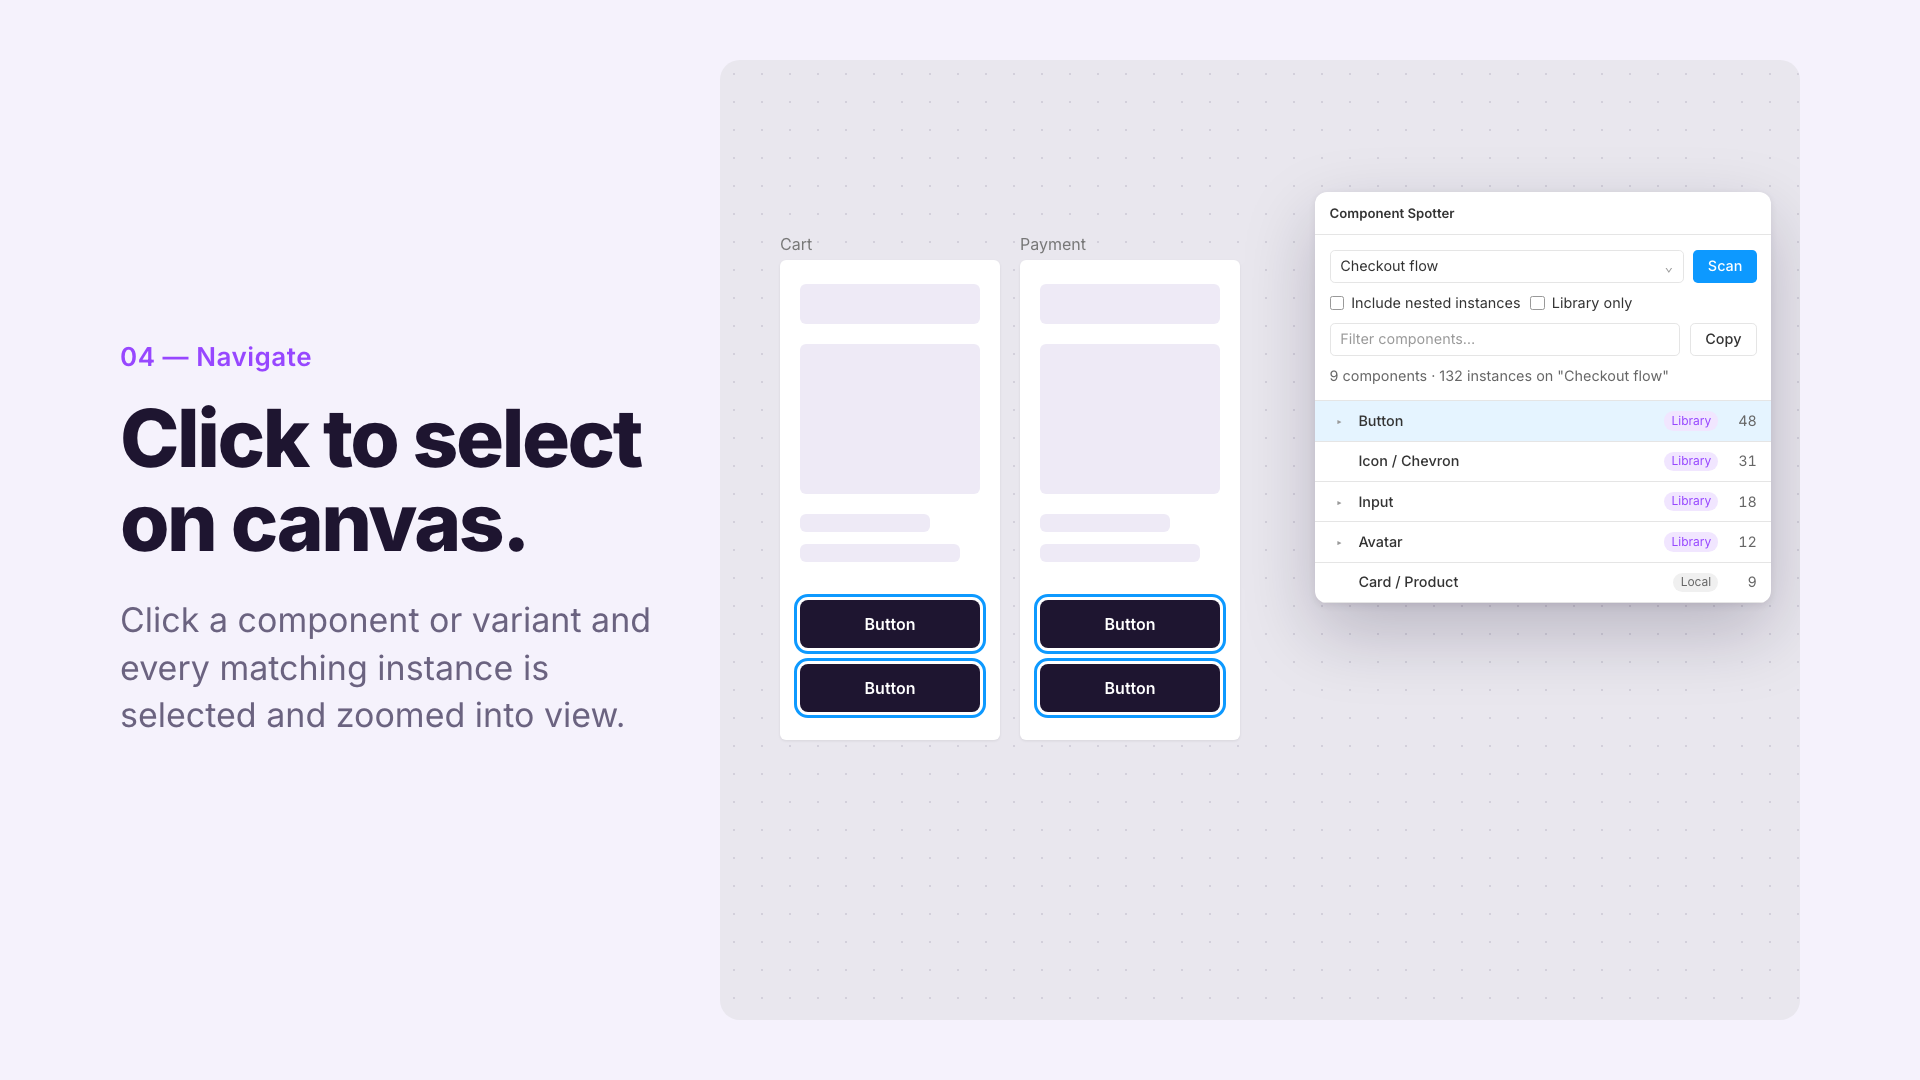 04 — Navigate
Click to select
on canvas.
Click a component or variant and
every matching instance is
selected and zoomed into view.
Cart
Payment
Button
Button
Button
Button
Component Spotter
Checkout flow
Scan
Include nested instances
Library only
Filter components...
Copy
9 components · 132 instances on "Checkout flow"
Button Library 48
Icon / Chevron Library 31
Input Library 18
Avatar Library 12
Card / Product Local 9